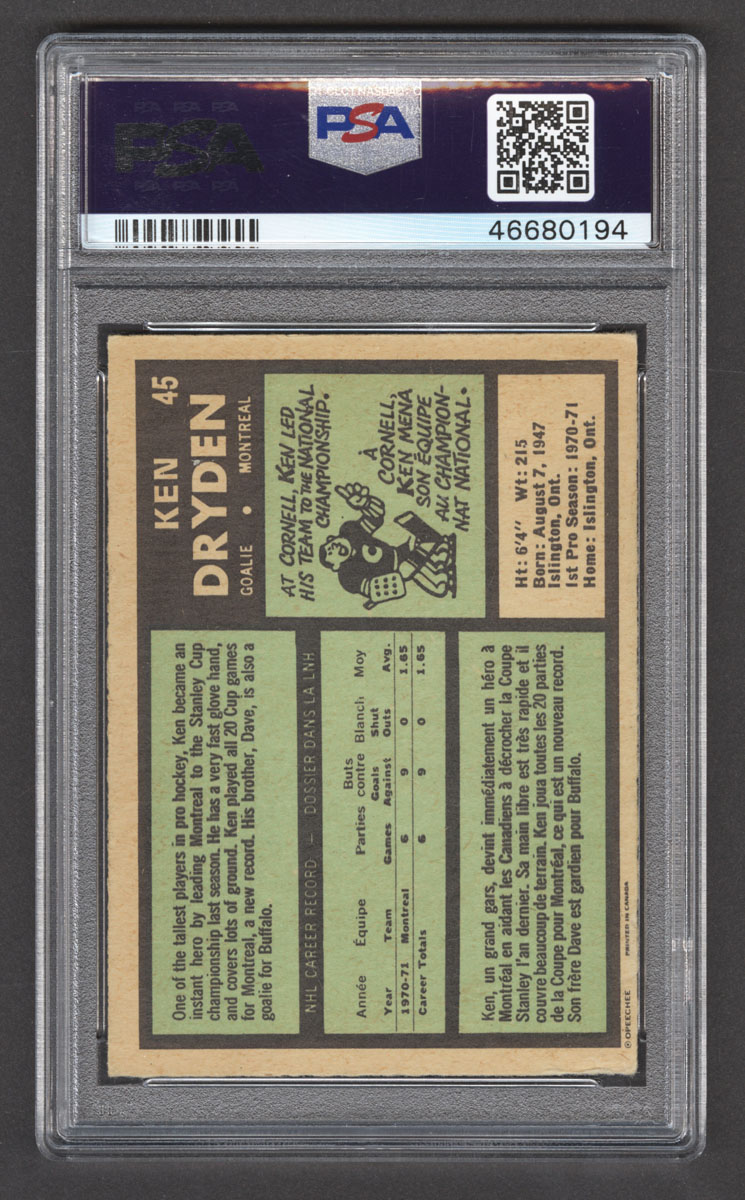 PSA
PSA
46680194
KEN 45
DRYDEN
GOALIE • MONTREAL
AT CORNELL, KEN LED
HIS TEAM TO THE NATIONAL
CHAMPIONSHIP.
À
CORNELL,
KEN MENA
SON ÉQUIPE
AU CHAMPION-
NAT NATIONAL.
C
Ht: 6'4" Wt: 215
Born: August 7, 1947
Islington, Ont.
1st Pro Season: 1970-71
Home: Islington, Ont.
One of the tallest players in pro hockey, Ken became an
instant hero by leading Montreal to the Stanley Cup
championship last season. He has a very fast glove hand,
and covers lots of ground. Ken played all 20 Cup games
for Montreal, a new record. His brother, Dave, is also a
goalie for Buffalo.
NHL CAREER RECORD — DOSSIER DANS LA LNH
Année Équipe Parties Buts contre Blanch Moy
Year Team Games Goals Against Shut Outs Avg.
1970-71 Montreal 6 9 0 1.65
Career Totals 6 9 0 1.65
Ken, un grand gars, devint immédiatement un héro à
Montréal en aidant les Canadiens à décrocher la Coupe
Stanley l'an dernier. Sa main libre est très rapide et il
couvre beaucoup de terrain. Ken joua toutes les 20 parties
de la Coupe pour Montréal, ce qui est un nouveau record.
Son frère Dave est gardien pour Buffalo.
© OPEECHEE PRINTED IN CANADA